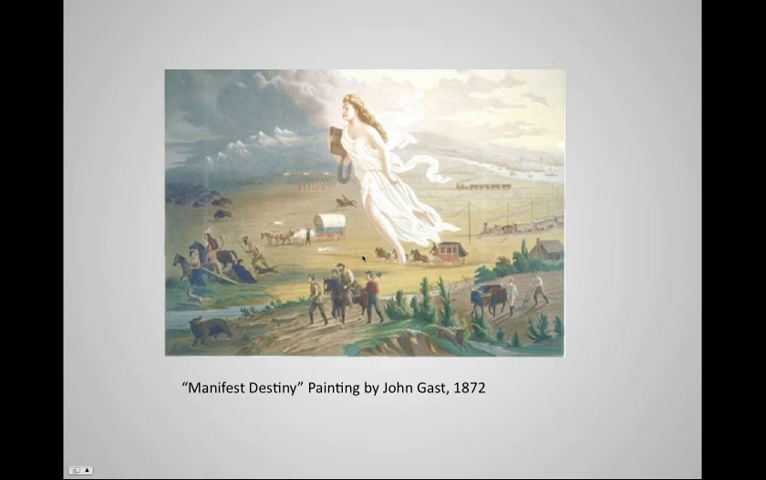 “Manifest Destiny” Painting by John Gast, 1872